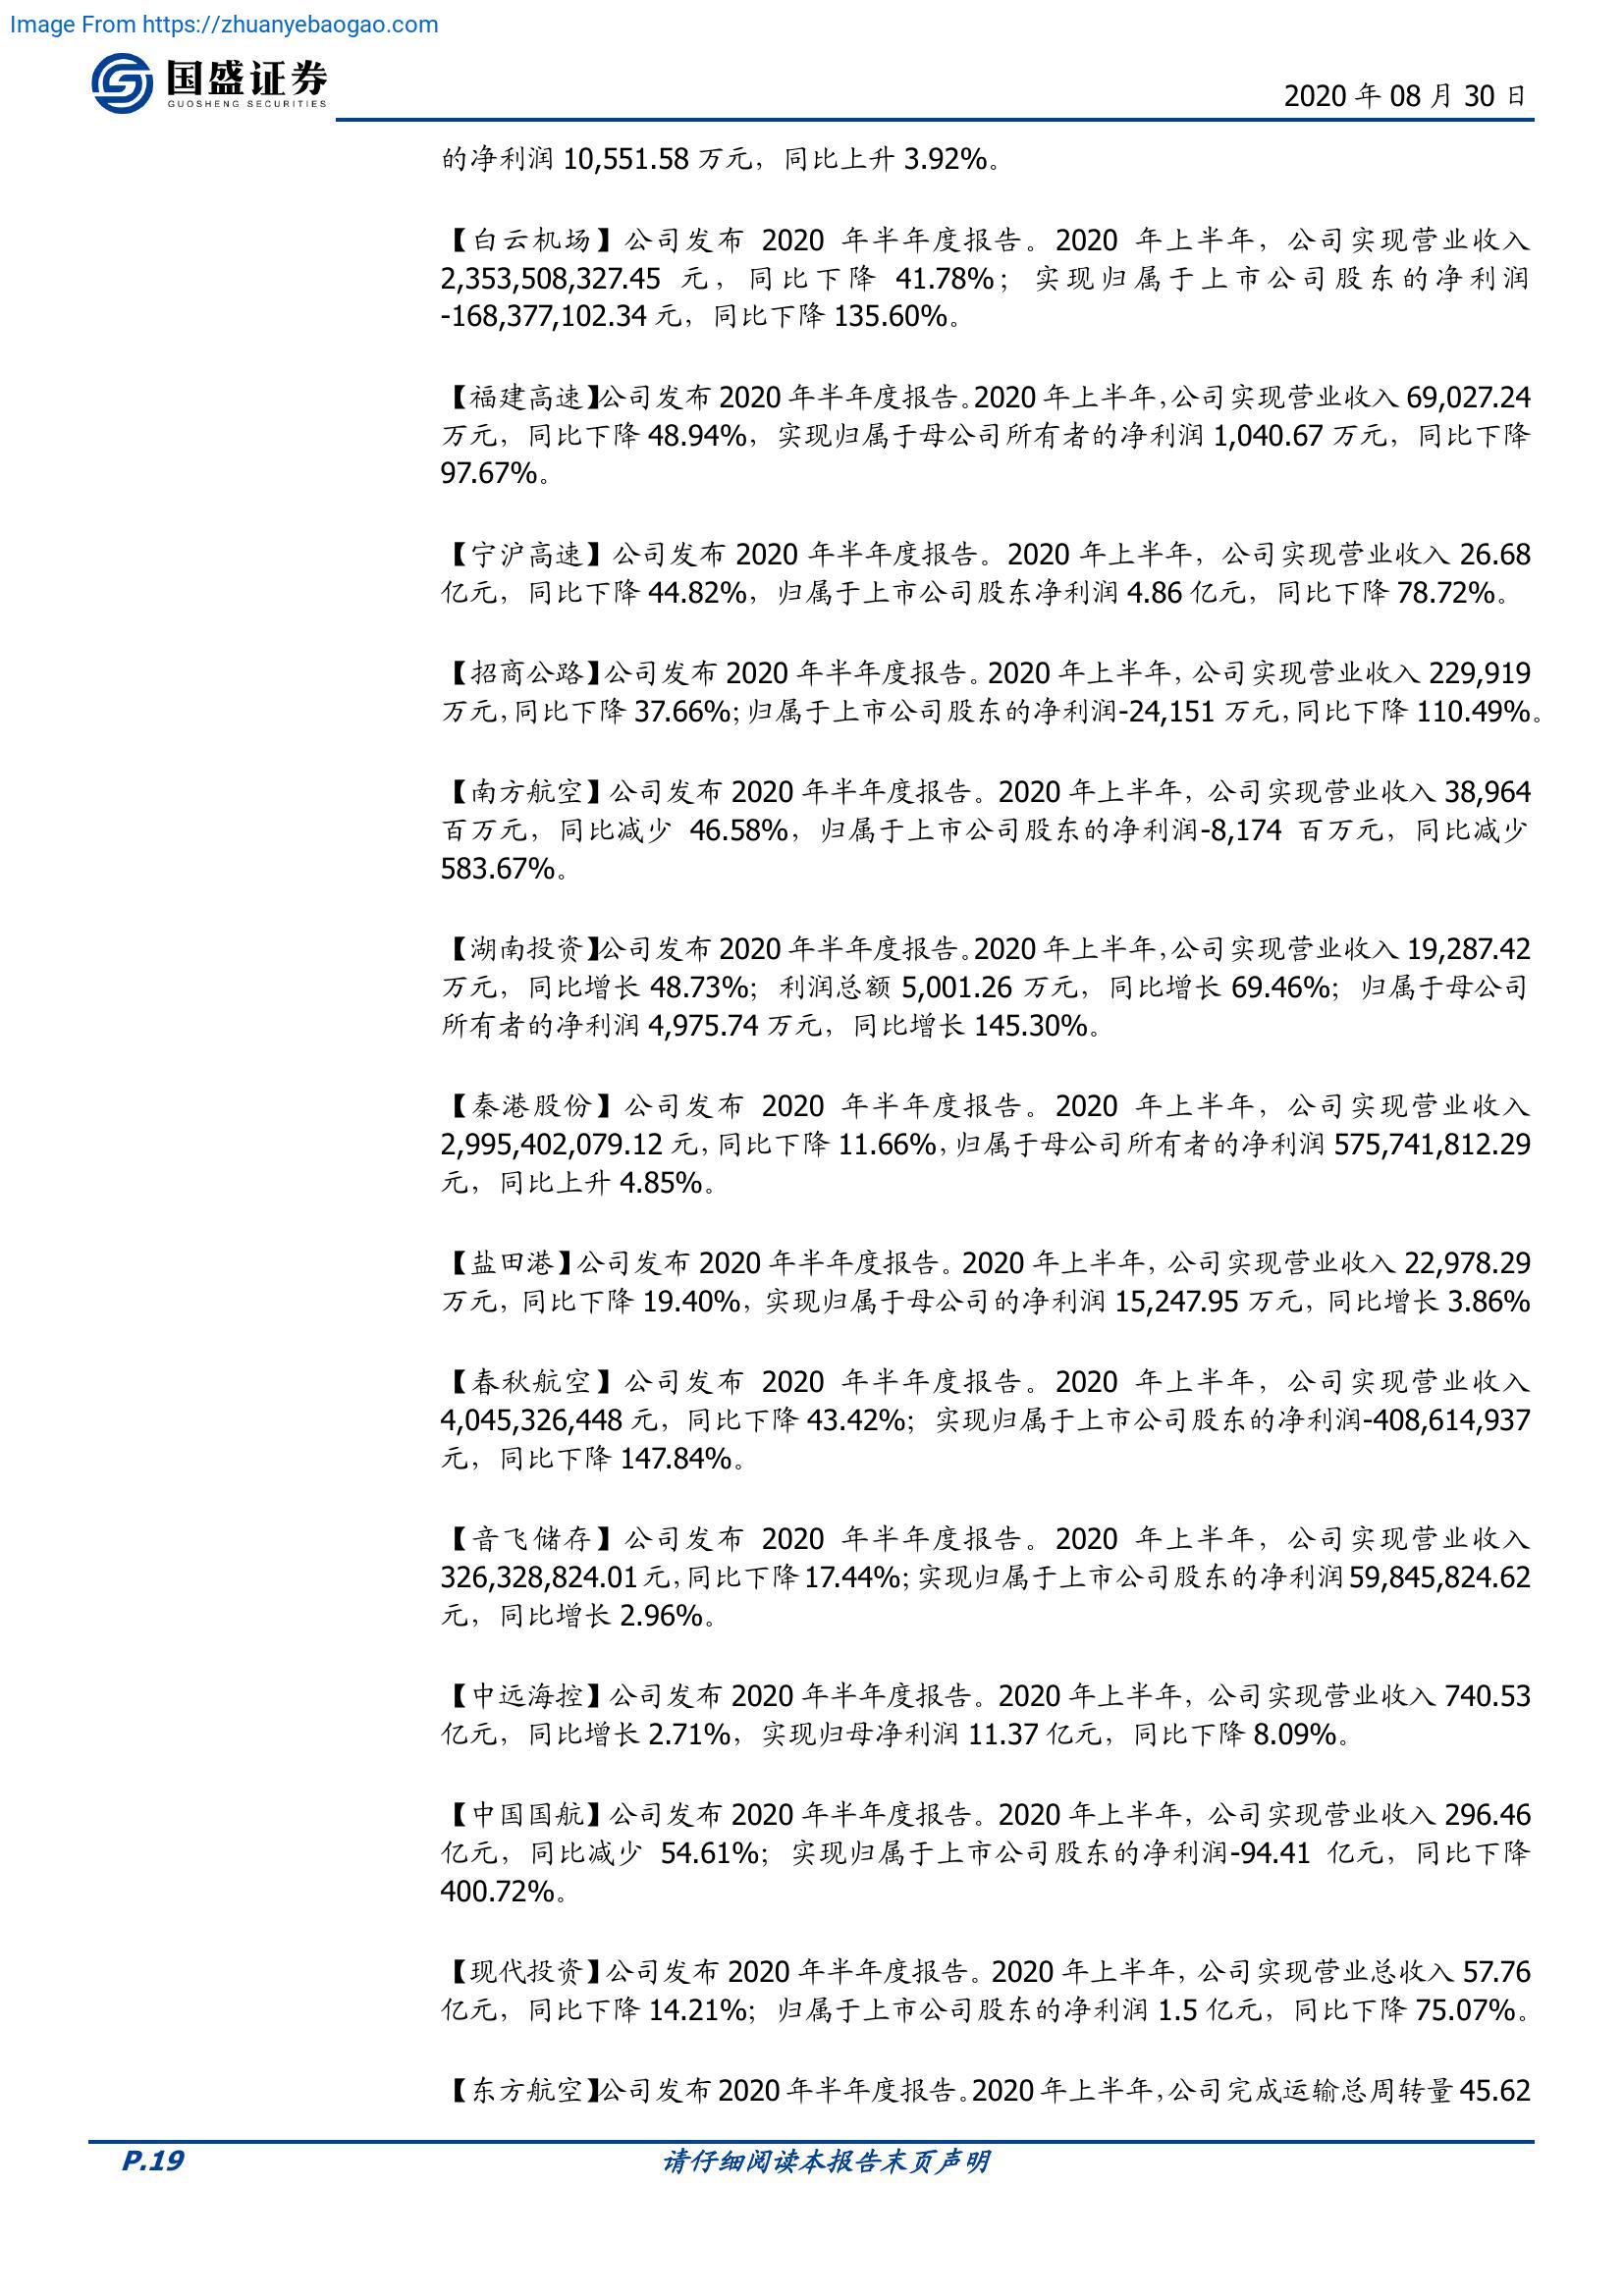 Image From https://zhuanyebaogao.com
国盛证券
GUOSHENG SECURITIES
2020 年 08 月 30 日
的净利润 10,551.58 万元，同比上升 3.92%。
【白云机场】公司发布 2020 年半年度报告。2020 年上半年，公司实现营业收入
2,353,508,327.45 元，同比下降 41.78%；实现归属于上市公司股东的净利润
-168,377,102.34 元，同比下降 135.60%。
【福建高速】公司发布 2020 年半年度报告。2020 年上半年，公司实现营业收入 69,027.24
万元，同比下降 48.94%，实现归属于母公司所有者的净利润 1,040.67 万元，同比下降
97.67%。
【宁沪高速】公司发布 2020 年半年度报告。2020 年上半年，公司实现营业收入 26.68
亿元，同比下降 44.82%，归属于上市公司股东净利润 4.86 亿元，同比下降 78.72%。
【招商公路】公司发布 2020 年半年度报告。2020 年上半年，公司实现营业收入 229,919
万元，同比下降 37.66%；归属于上市公司股东的净利润-24,151 万元，同比下降 110.49%。
【南方航空】公司发布 2020 年半年度报告。2020 年上半年，公司实现营业收入 38,964
百万元，同比减少 46.58%，归属于上市公司股东的净利润-8,174 百万元，同比减少
583.67%。
【湖南投资】公司发布 2020 年半年度报告。2020 年上半年，公司实现营业收入 19,287.42
万元，同比增长 48.73%；利润总额 5,001.26 万元，同比增长 69.46%；归属于母公司
所有者的净利润 4,975.74 万元，同比增长 145.30%。
【秦港股份】公司发布 2020 年半年度报告。2020 年上半年，公司实现营业收入
2,995,402,079.12 元，同比下降 11.66%，归属于母公司所有者的净利润 575,741,812.29
元，同比上升 4.85%。
【盐田港】公司发布 2020 年半年度报告。2020 年上半年，公司实现营业收入 22,978.29
万元，同比下降 19.40%，实现归属于母公司的净利润 15,247.95 万元，同比增长 3.86%
【春秋航空】公司发布 2020 年半年度报告。2020 年上半年，公司实现营业收入
4,045,326,448 元，同比下降 43.42%；实现归属于上市公司股东的净利润-408,614,937
元，同比下降 147.84%。
【音飞储存】公司发布 2020 年半年度报告。2020 年上半年，公司实现营业收入
326,328,824.01 元，同比下降 17.44%；实现归属于上市公司股东的净利润 59,845,824.62
元，同比增长 2.96%。
【中远海控】公司发布 2020 年半年度报告。2020 年上半年，公司实现营业收入 740.53
亿元，同比增长 2.71%，实现归母净利润 11.37 亿元，同比下降 8.09%。
【中国国航】公司发布 2020 年半年度报告。2020 年上半年，公司实现营业收入 296.46
亿元，同比减少 54.61%；实现归属于上市公司股东的净利润-94.41 亿元，同比下降
400.72%。
【现代投资】公司发布 2020 年半年度报告。2020 年上半年，公司实现营业总收入 57.76
亿元，同比下降 14.21%；归属于上市公司股东的净利润 1.5 亿元，同比下降 75.07%。
【东方航空】公司发布 2020 年半年度报告。2020 年上半年，公司完成运输总周转量 45.62
P.19
请仔细阅读本报告末页声明